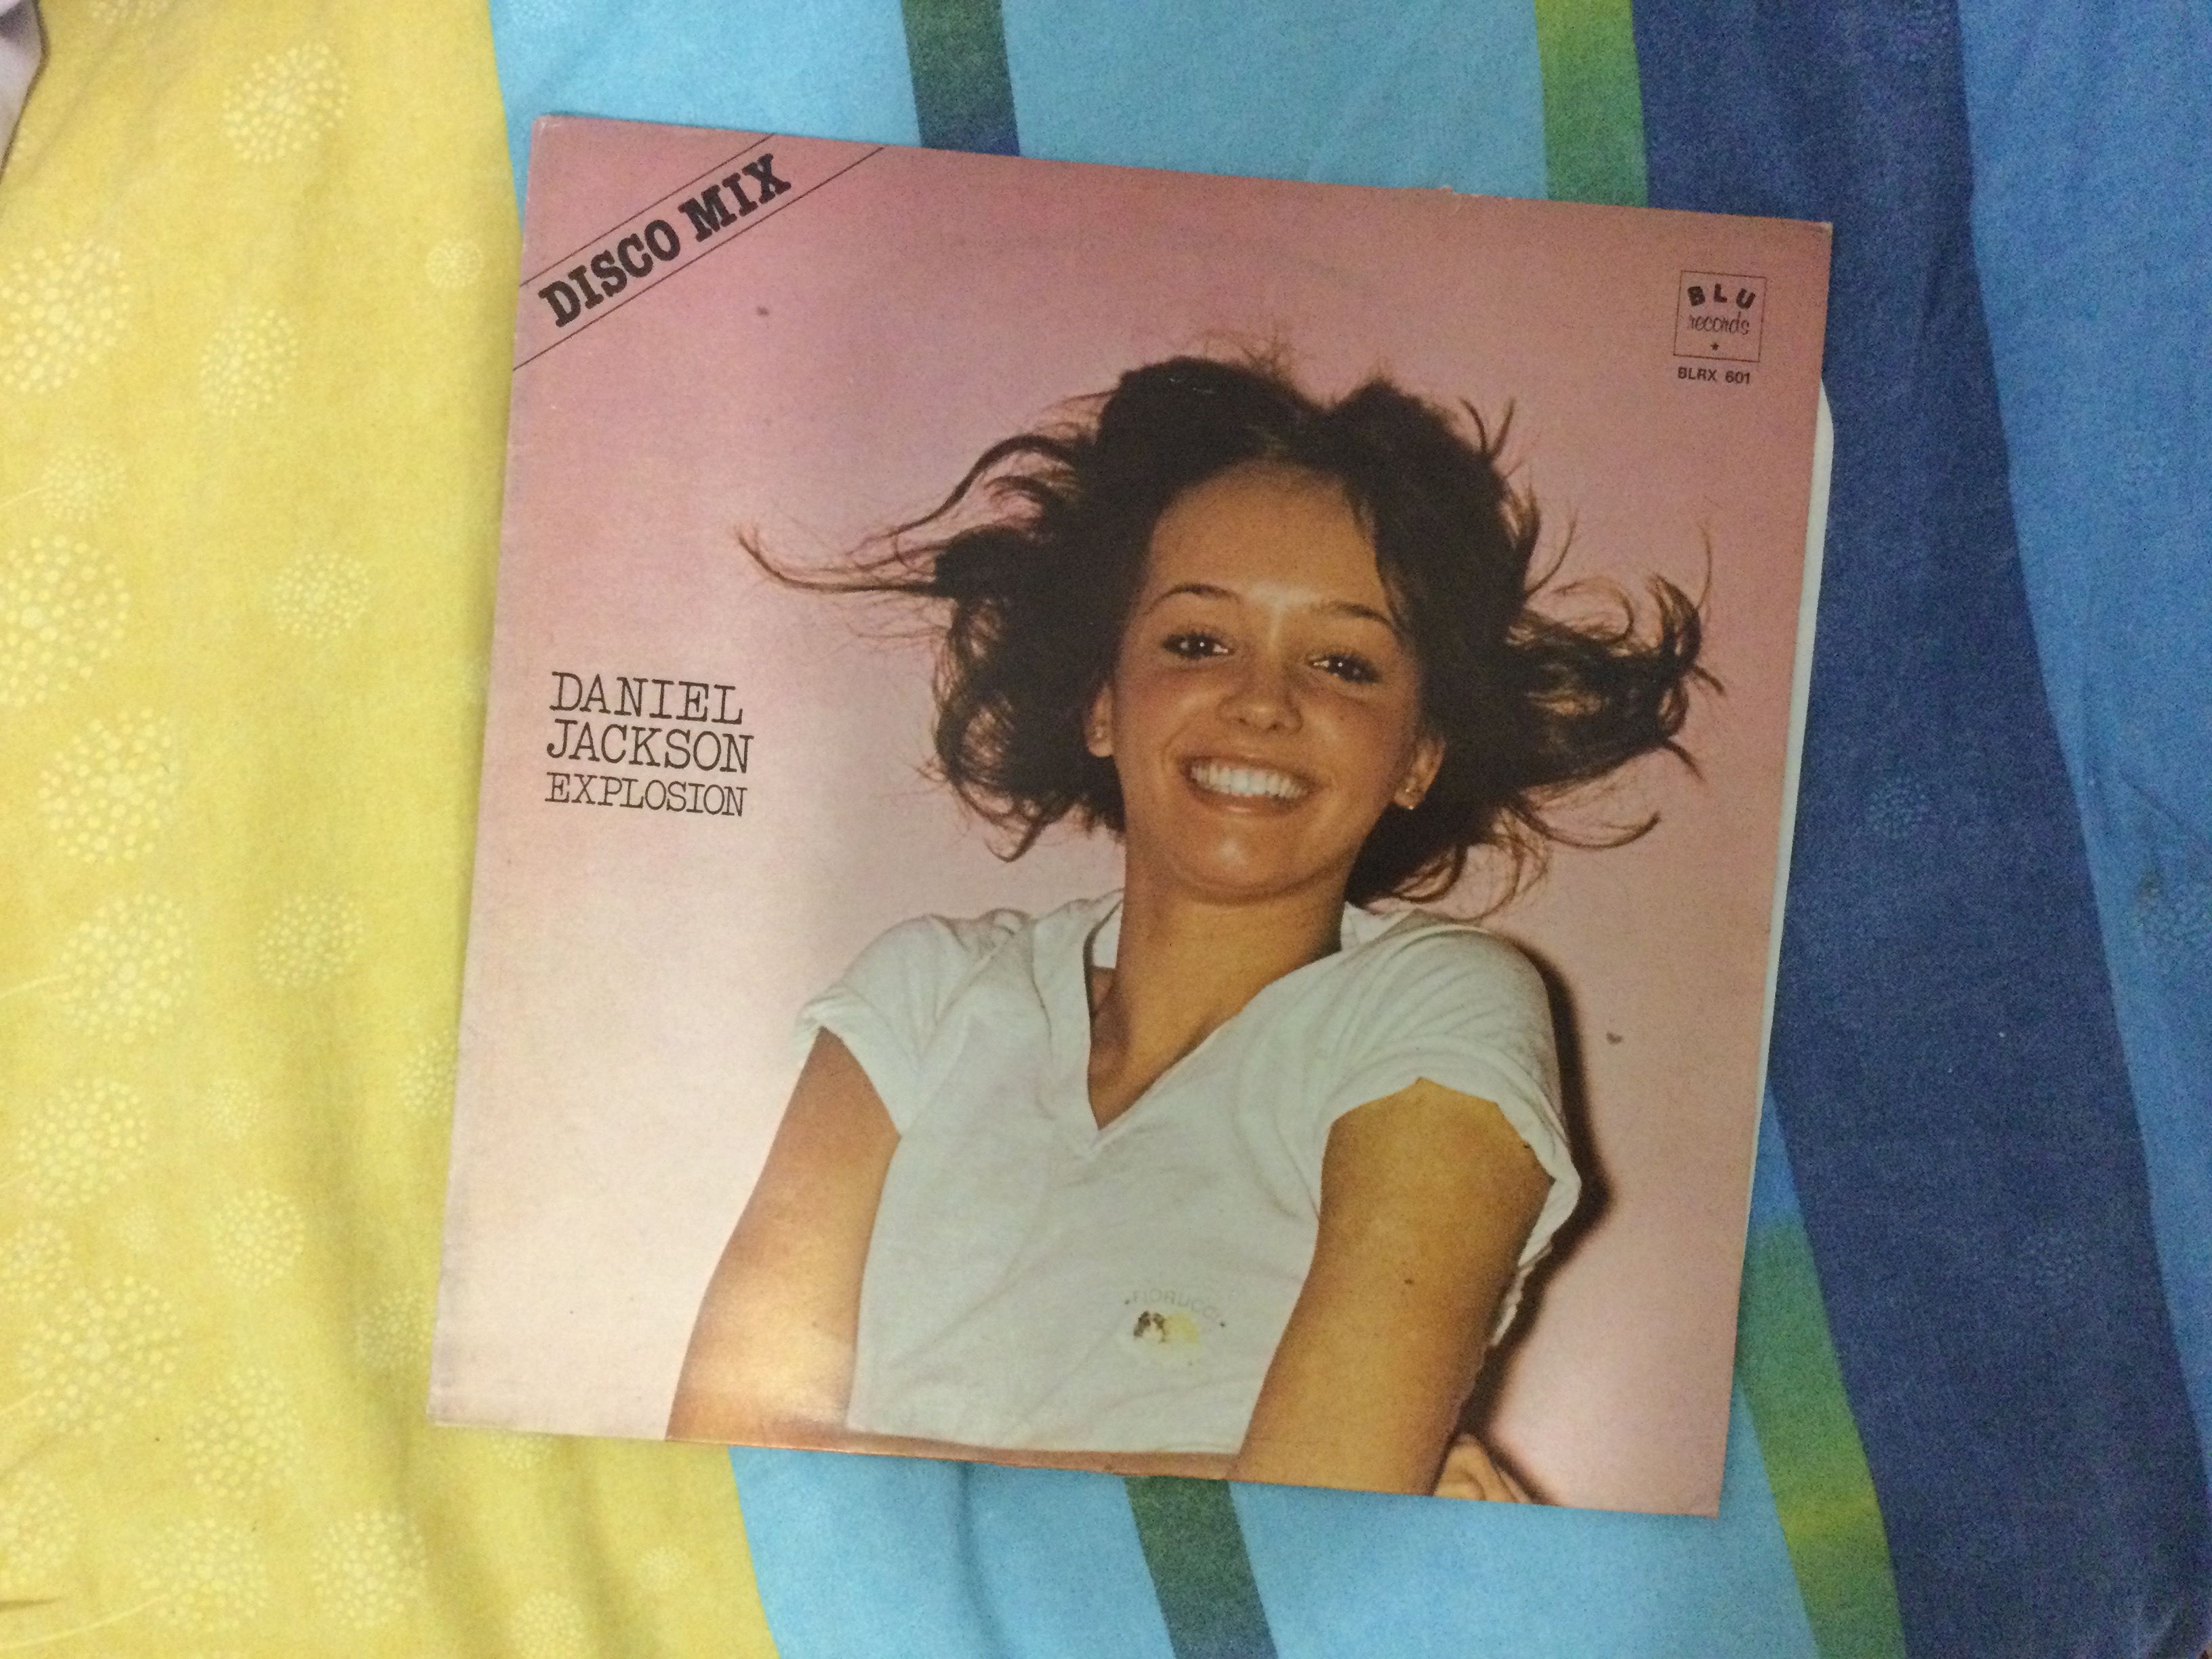 DISCO MIX
BLU
records
BLRX 601
DANIEL
JACKSON
EXPLOSION
FIORUCCI